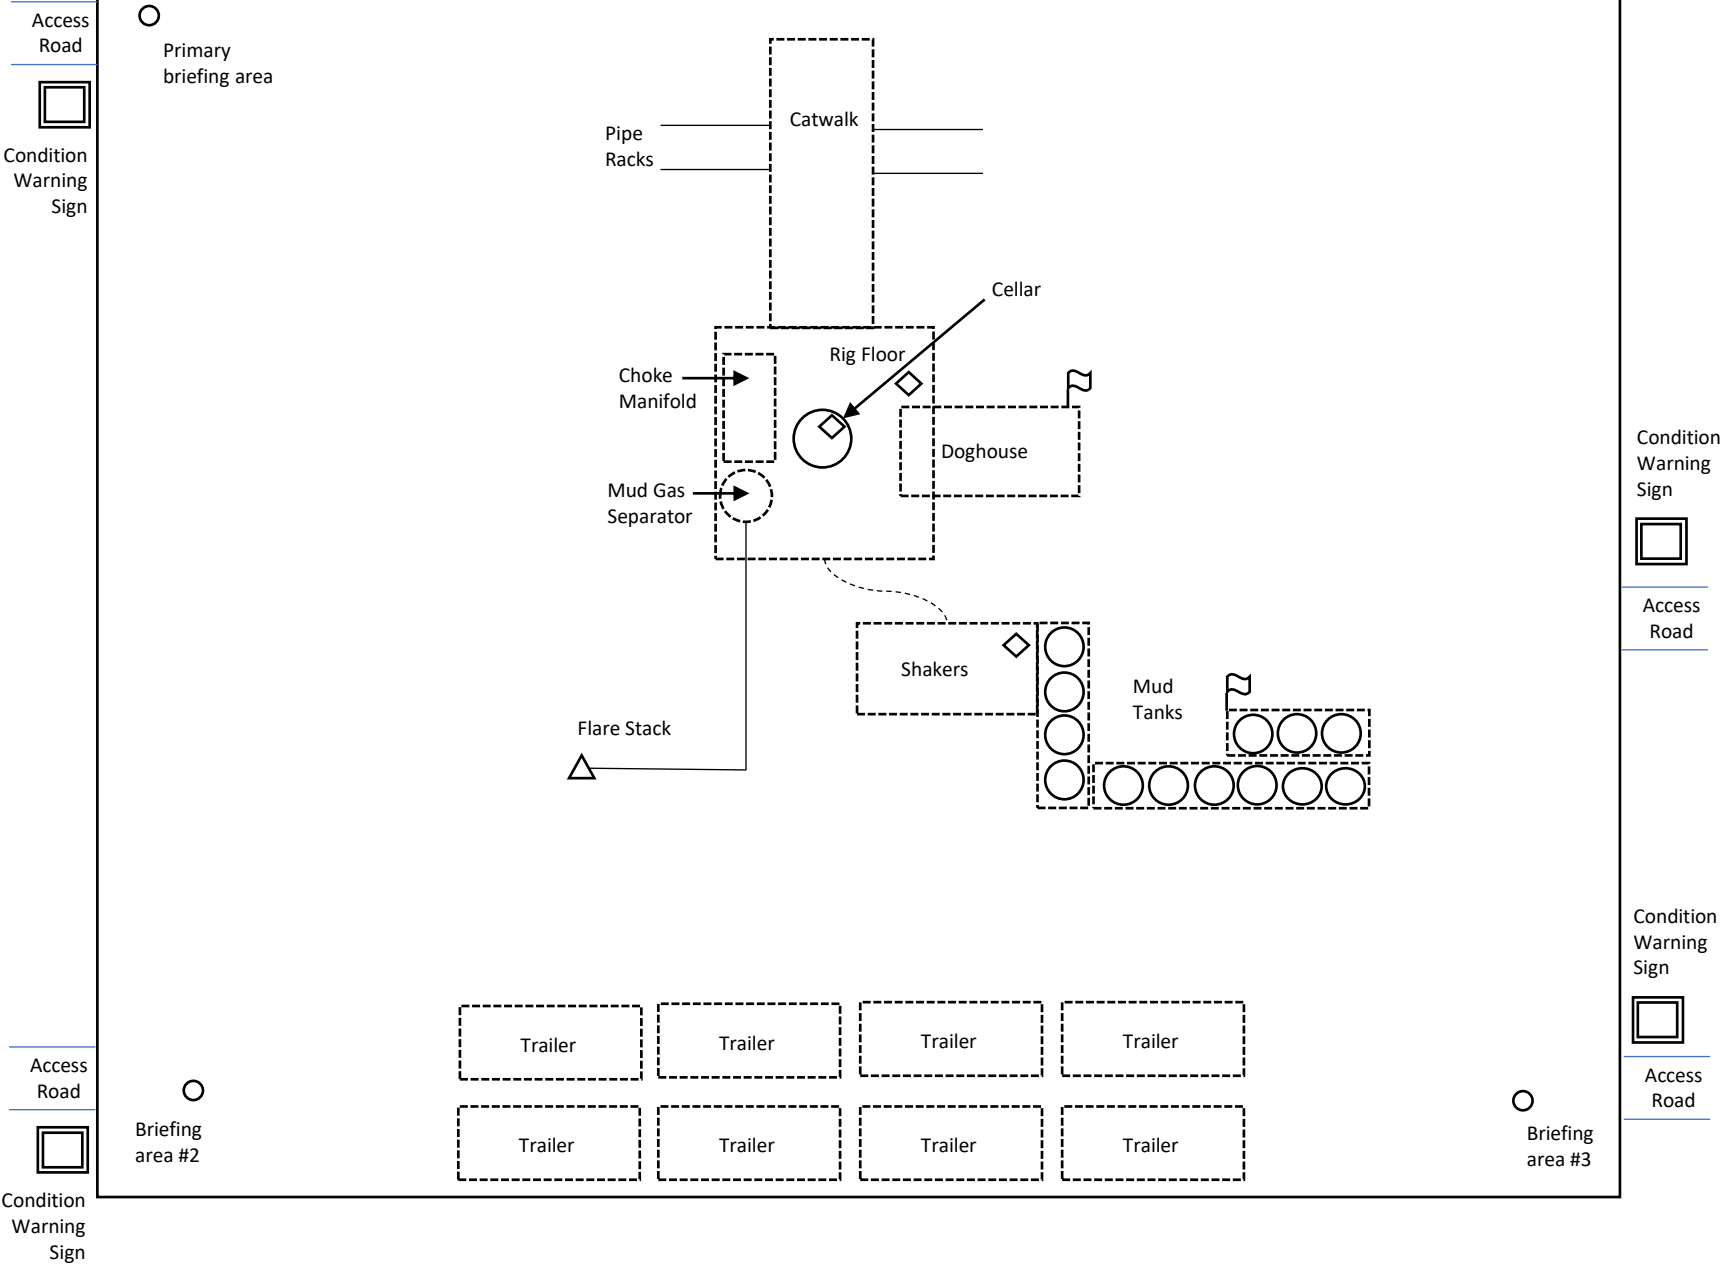 Access
Road
Primary
briefing area
Condition
Warning
Sign
Catwalk
Pipe
Racks
Cellar
Rig Floor
Choke
Manifold
Doghouse
Mud Gas
Separator
Condition
Warning
Sign
Access
Road
Shakers
Mud
Tanks
Flare Stack
Condition
Warning
Sign
Access
Road
Trailer
Trailer
Trailer
Trailer
Access
Road
Briefing
area #2
Trailer
Trailer
Trailer
Trailer
Briefing
area #3
Condition
Warning
Sign